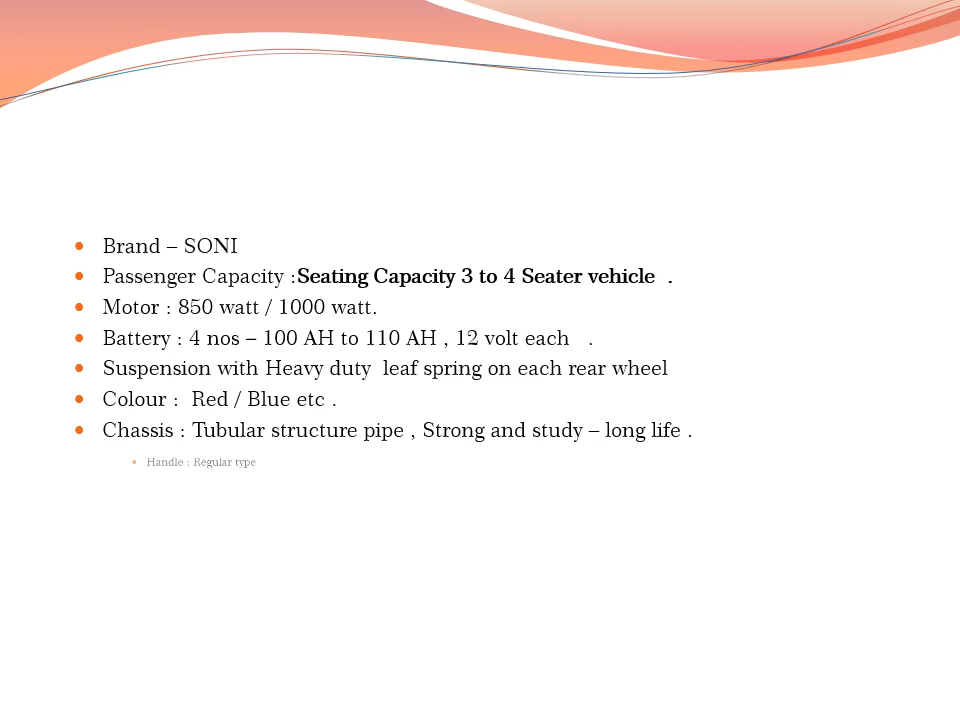 Brand – SONI
Passenger Capacity :Seating Capacity 3 to 4 Seater vehicle  .
Motor : 850 watt / 1000 watt.
Battery : 4 nos – 100 AH to 110 AH , 12 volt each   .
Suspension with Heavy duty  leaf spring on each rear wheel
Colour :  Red / Blue etc .
Chassis : Tubular structure pipe , Strong and study – long life .
Handle : Regular type